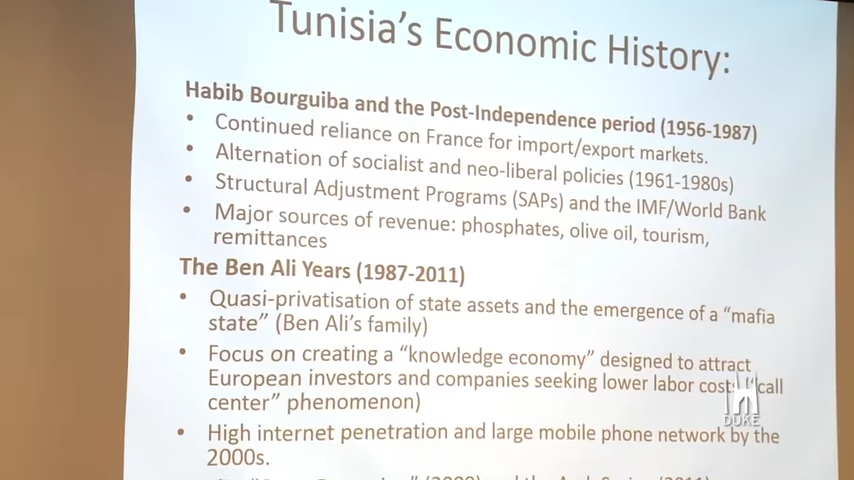 Tunisia's Economic History:
Habib Bourguiba and the Post-Independence period (1956-1987)
• Continued reliance on France for import/export markets.
• Alternation of socialist and neo-liberal policies (1961-1980s)
• Structural Adjustment Programs (SAPs) and the IMF/World Bank
• Major sources of revenue: phosphates, olive oil, tourism,
remittances
The Ben Ali Years (1987-2011)
• Quasi-privatisation of state assets and the emergence of a "mafia
state" (Ben Ali's family)
• Focus on creating a "knowledge economy" designed to attract
European investors and companies seeking lower labor "call
center" phenomenon)
• High internet penetration and large mobile phone network by the
2000s.
DUKE